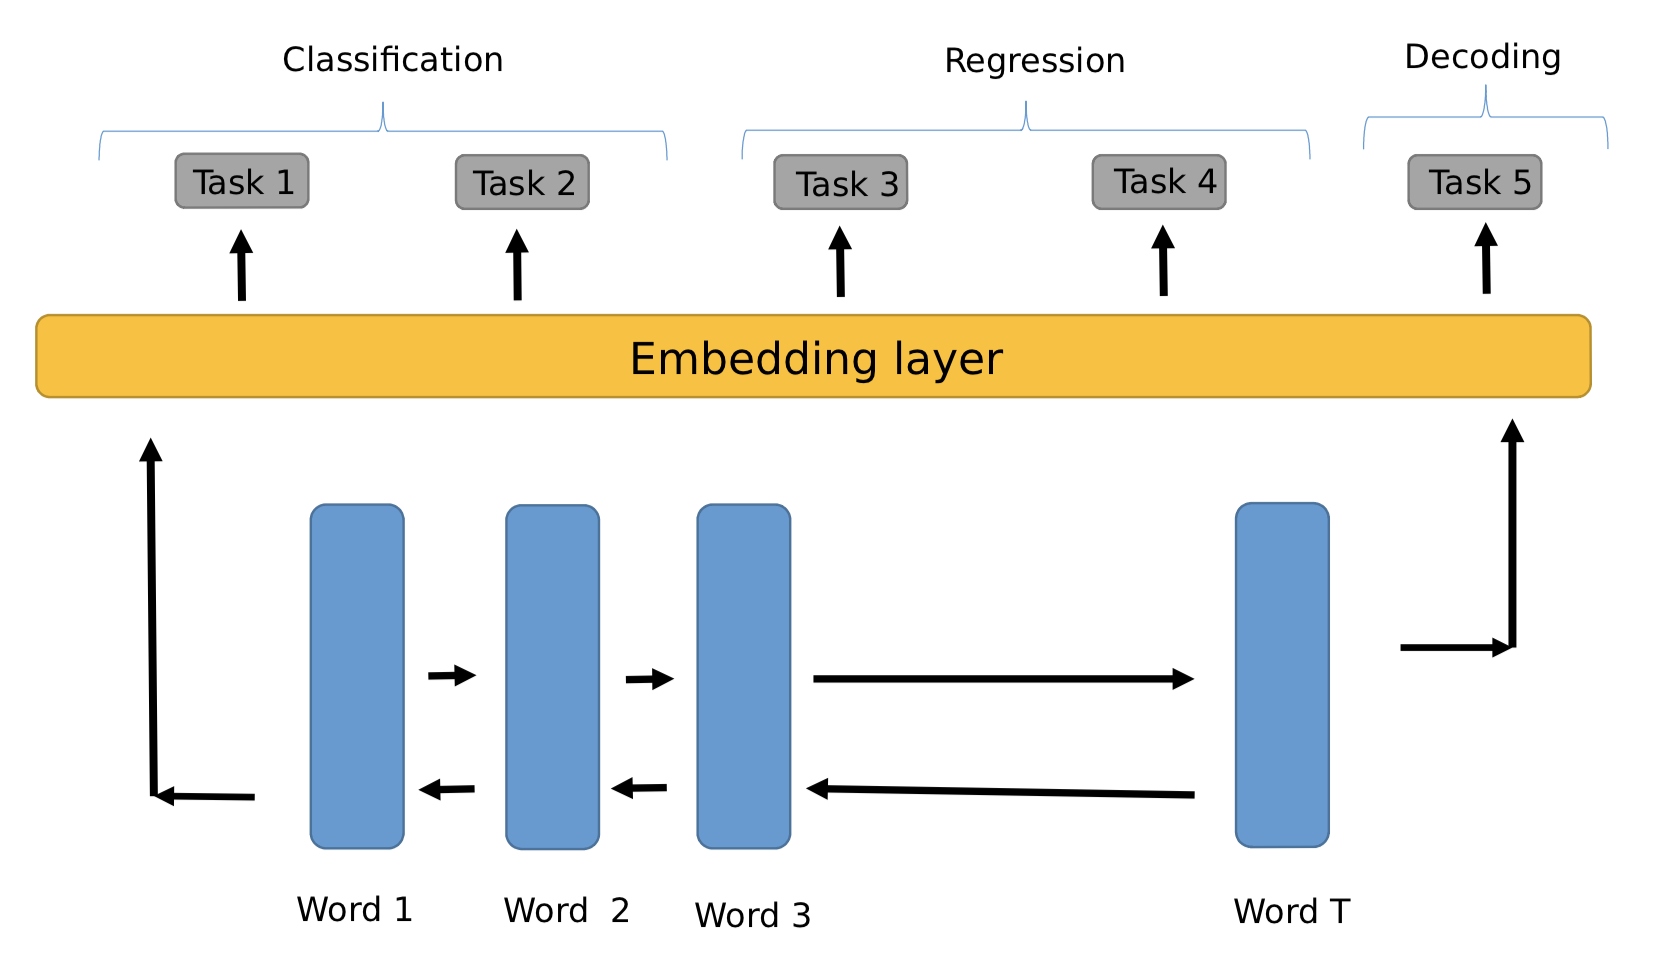 Classification
Regression
Decoding
Task 1
Task 2
Task 3
Task 4
Task 5
Embedding layer
Word 1
Word 2
Word 3
Word T